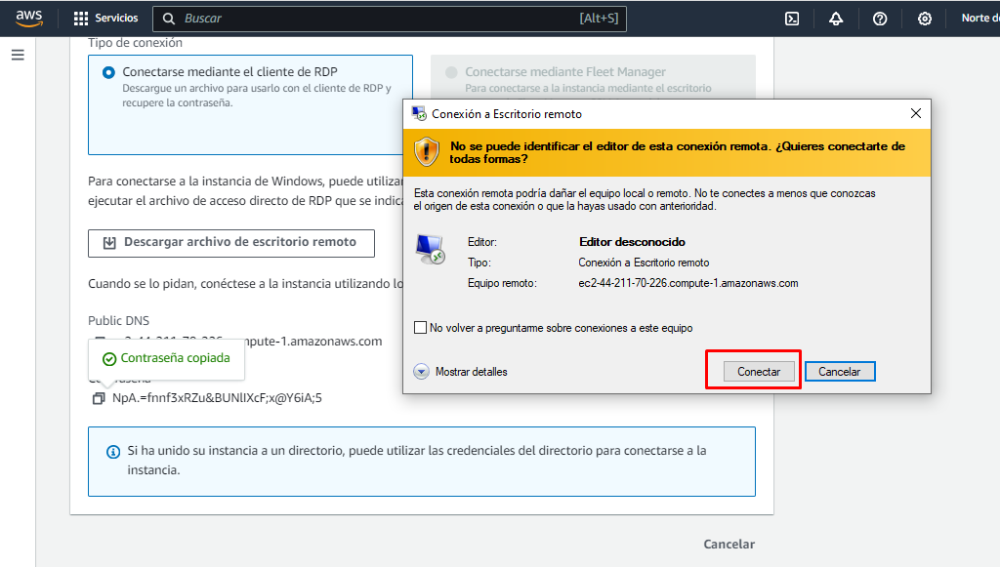 aws
Servicios
Buscar
[Alt+S]
Norte de
Tipo de conexión
Conectarse mediante el cliente de RDP
Descargue un archivo para usarlo con el cliente de RDP y
recupere la contraseña.
Conectarse mediante Fleet Manager
Para conectarse a la instancia mediante el escritorio
Para conectarse a la instancia de Windows, puede utilizar
ejecutar el archivo de acceso directo de RDP que se indica
Descargar archivo de escritorio remoto
Cuando se lo pidan, conéctese a la instancia utilizando lo
Public DNS
ec2-44-211-70-226.compute-1.amazonaws.com
Contraseña copiada
Contraseña
NpA.=fnnf3xRZu&BUNlIXcF;x@Y6iA;5
Si ha unido su instancia a un directorio, puede utilizar las credenciales del directorio para conectarse a la
instancia.
Cancelar
Conexión a Escritorio remoto
No se puede identificar el editor de esta conexión remota. ¿Quieres conectarte de
todas formas?
Esta conexión remota podría dañar el equipo local o remoto. No te conectes a menos que conozcas
el origen de esta conexión o que la hayas usado con anterioridad.
Editor:
Editor desconocido
Tipo:
Conexión a Escritorio remoto
Equipo remoto:
ec2-44-211-70-226.compute-1.amazonaws.com
No volver a preguntarme sobre conexiones a este equipo
Mostrar detalles
Conectar
Cancelar